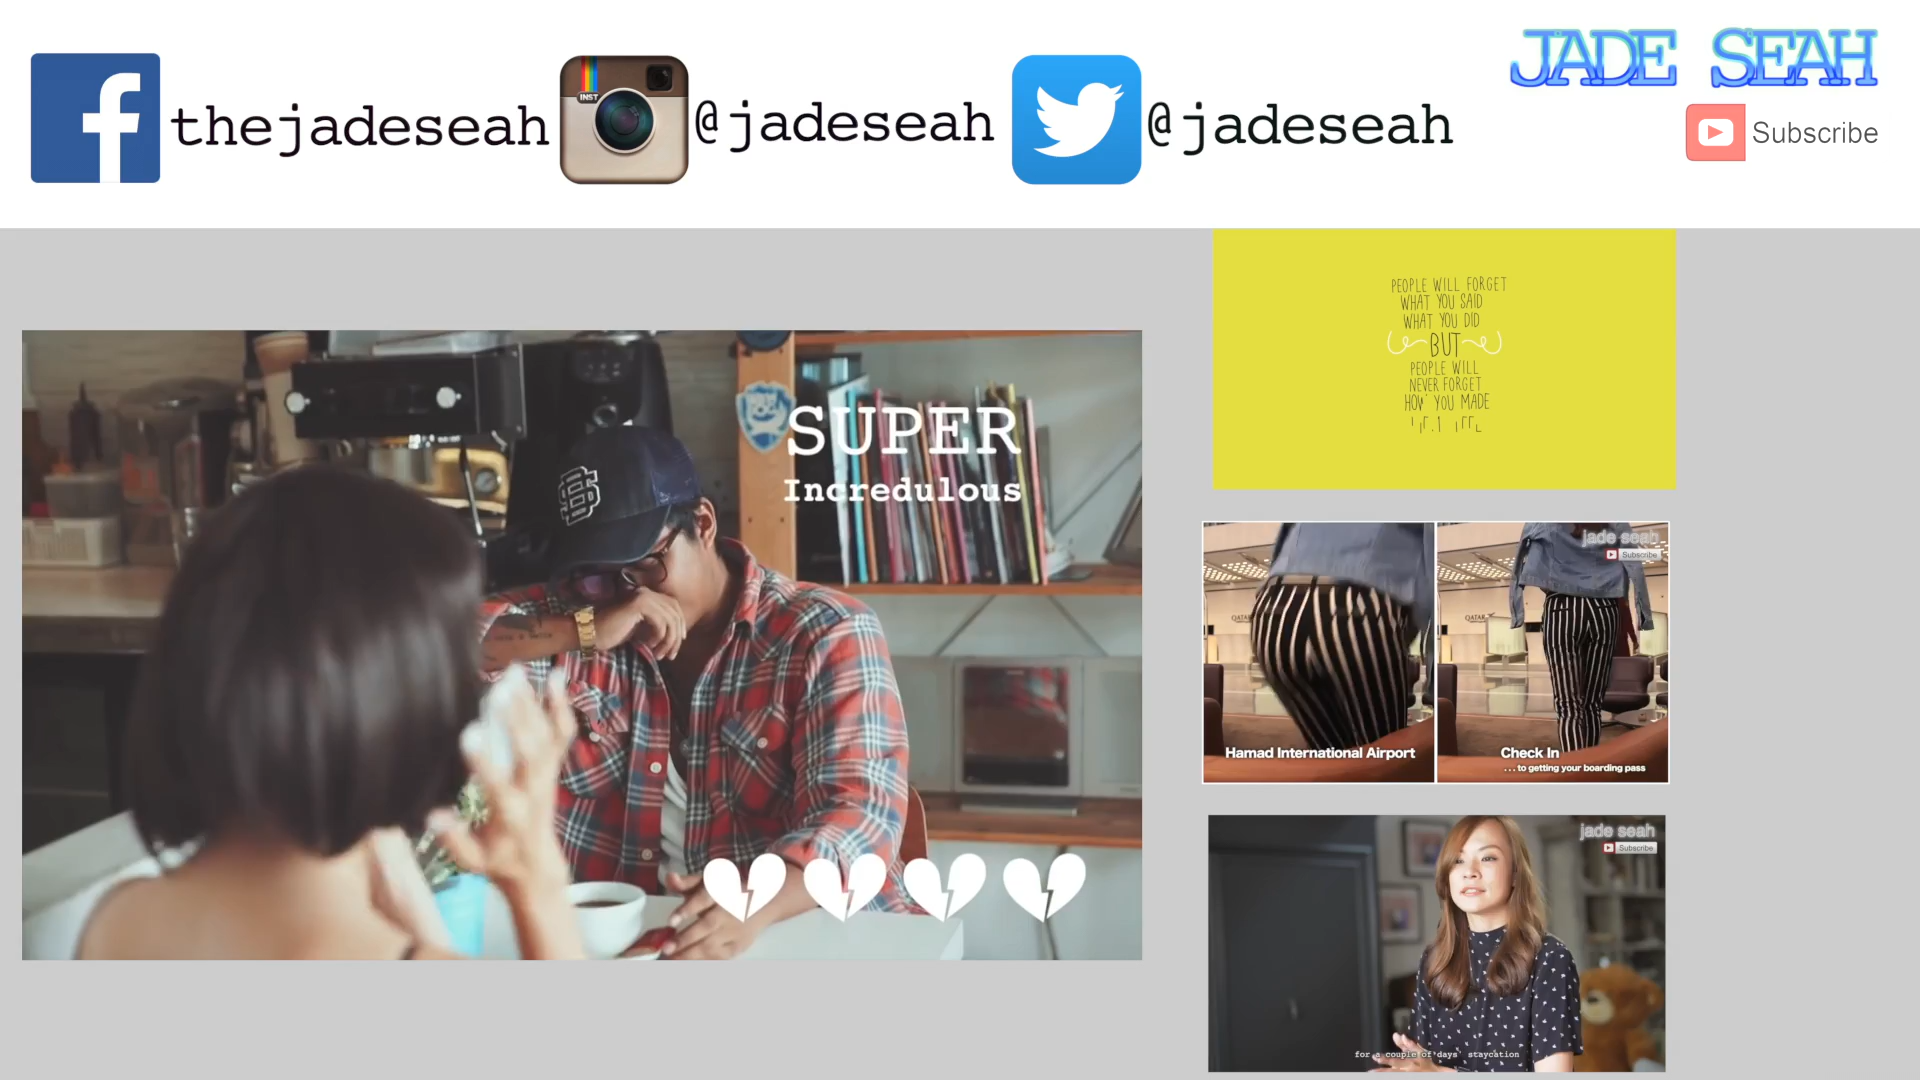 JADE SEAH
thejadeseah
INST
@jadeseah
@jadeseah
Subscribe
SUPER
Incredulous
PEOPLE WILL FORGET
WHAT YOU SAID
WHAT YOU DID
BUT
PEOPLE WILL
NEVER FORGET
HOW YOU MADE
jade seah
Subscribe
QATAR
QATAR
Hamad International Airport
Check In
...to getting your boarding pass
jade seah
Subscribe
for a couple of days' staycation